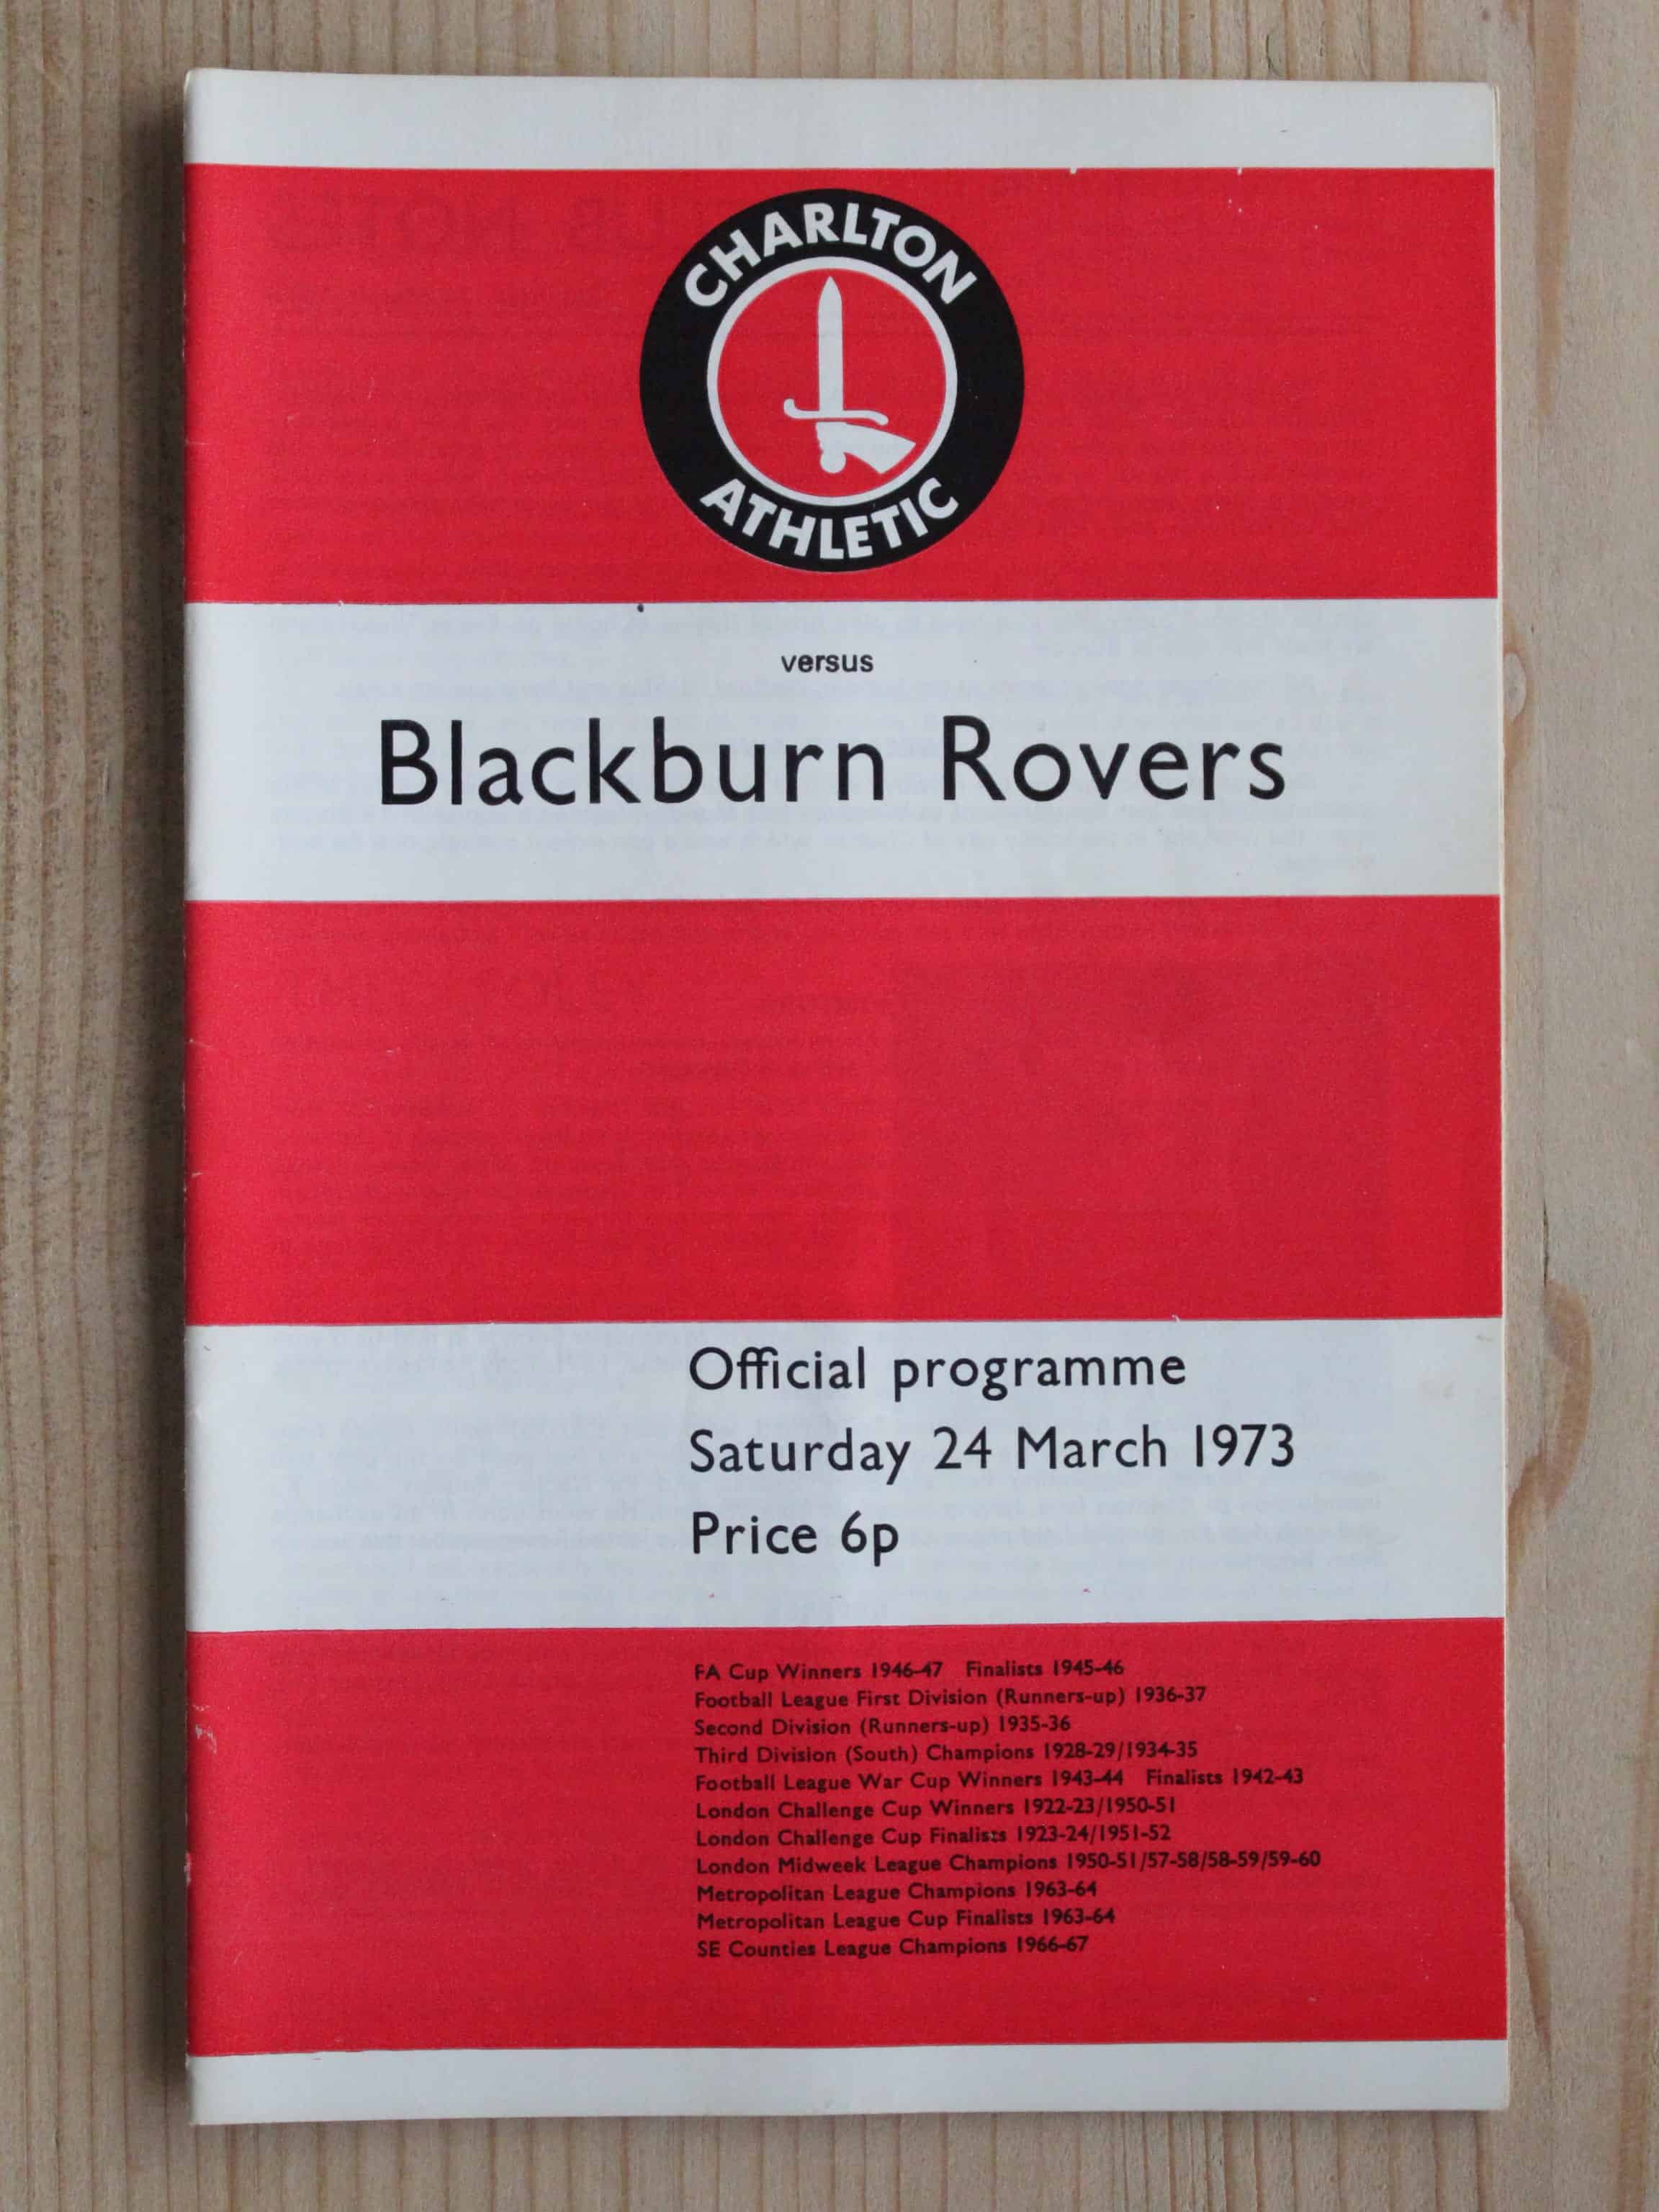 CHARLTON
ATHLETIC
versus
Blackburn Rovers
Official programme
Saturday 24 March 1973
Price 6p
FA Cup Winners 1946-47 Finalists 1945-46
Football League First Division (Runners-up) 1936-37
Second Division (Runners-up) 1935-36
Third Division (South) Champions 1928-29/1934-35
Football League War Cup Winners 1943-44 Finalists 1942-43
London Challenge Cup Winners 1922-23/1950-51
London Challenge Cup Finalists 1923-24/1951-52
London Midweek League Champions 1950-51/57-58/58-59/59-60
Metropolitan League Champions 1963-64
Metropolitan League Cup Finalists 1963-64
SE Counties League Champions 1966-67